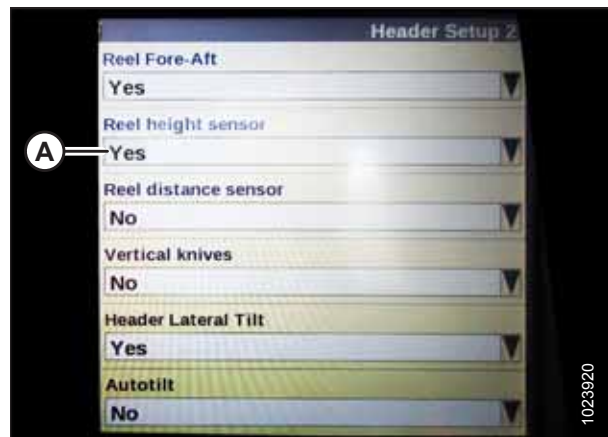 Header Setup 2
Reel Fore-Aft
Yes
Reel height sensor
A
Yes
Reel distance sensor
No
Vertical knives
No
Header Lateral Tilt
Yes
Autotilt
No
1023920